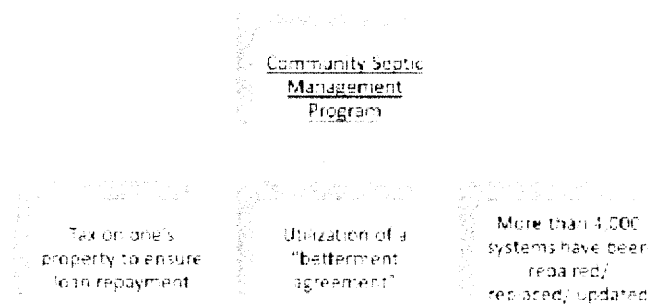 Community Septic
Management
Program
Tax on one's
property to ensure
loan repayment
Utilization of a
"betterment
agreement"
More than 4,000
systems have been
repaired/
replaced/ updated